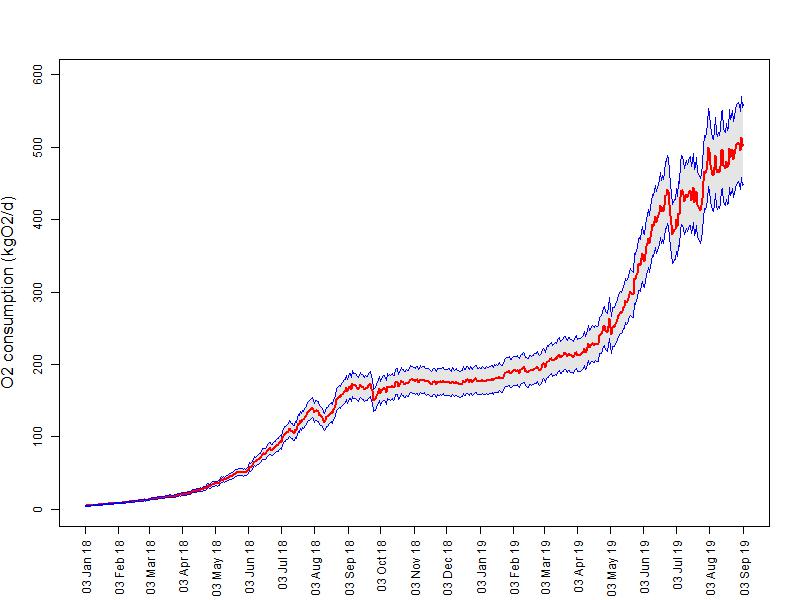 O2 consumption (kgO2/d)
600
500
400
300
200
100
0
03 Jan 18
03 Feb 18
03 Mar 18
03 Apr 18
03 May 18
03 Jun 18
03 Jul 18
03 Aug 18
03 Sep 18
03 Oct 18
03 Nov 18
03 Dec 18
03 Jan 19
03 Feb 19
03 Mar 19
03 Apr 19
03 May 19
03 Jun 19
03 Jul 19
03 Aug 19
03 Sep 19